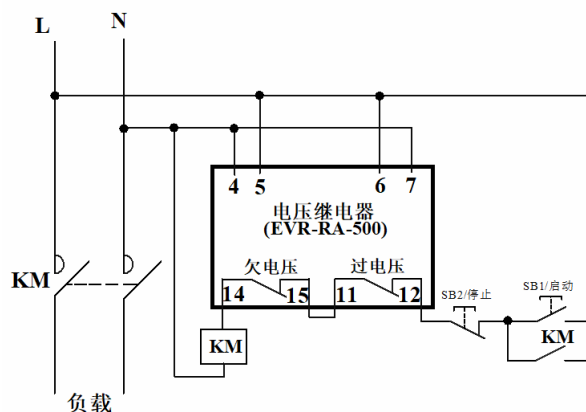 L
N
4
5
6
7
电压继电器
(EVR-RA-500)
欠电压
过电压
14
15
11
12
KM
KM
SB2/停止
SB1/启动
KM
负载